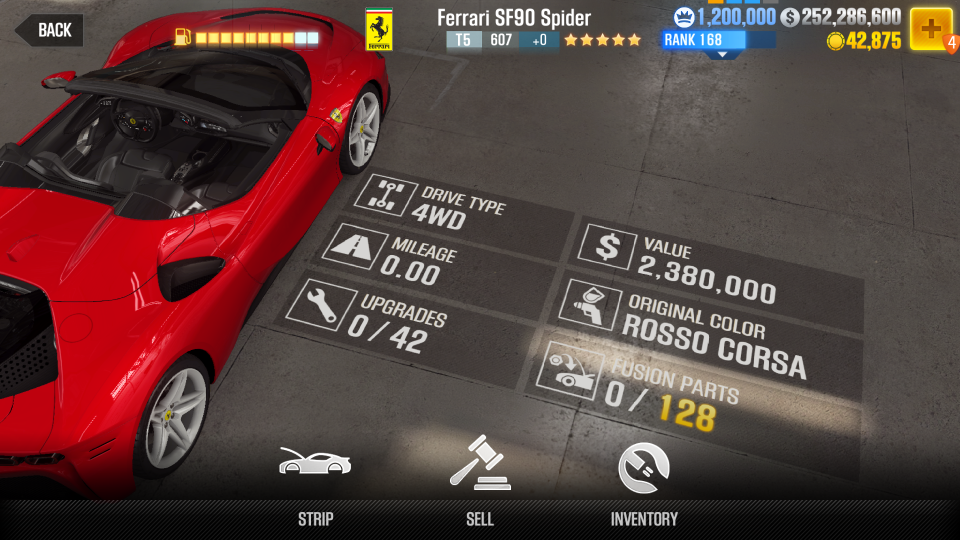 BACK
Ferrari SF90 Spider
T5 607 +0
1,200,000
252,286,600
RANK 168
42,875
4
DRIVE TYPE
4WD
MILEAGE
0.00
UPGRADES
0/42
$
VALUE
2,380,000
ORIGINAL COLOR
ROSSO CORSA
FUSION PARTS
0/128
STRIP
SELL
INVENTORY